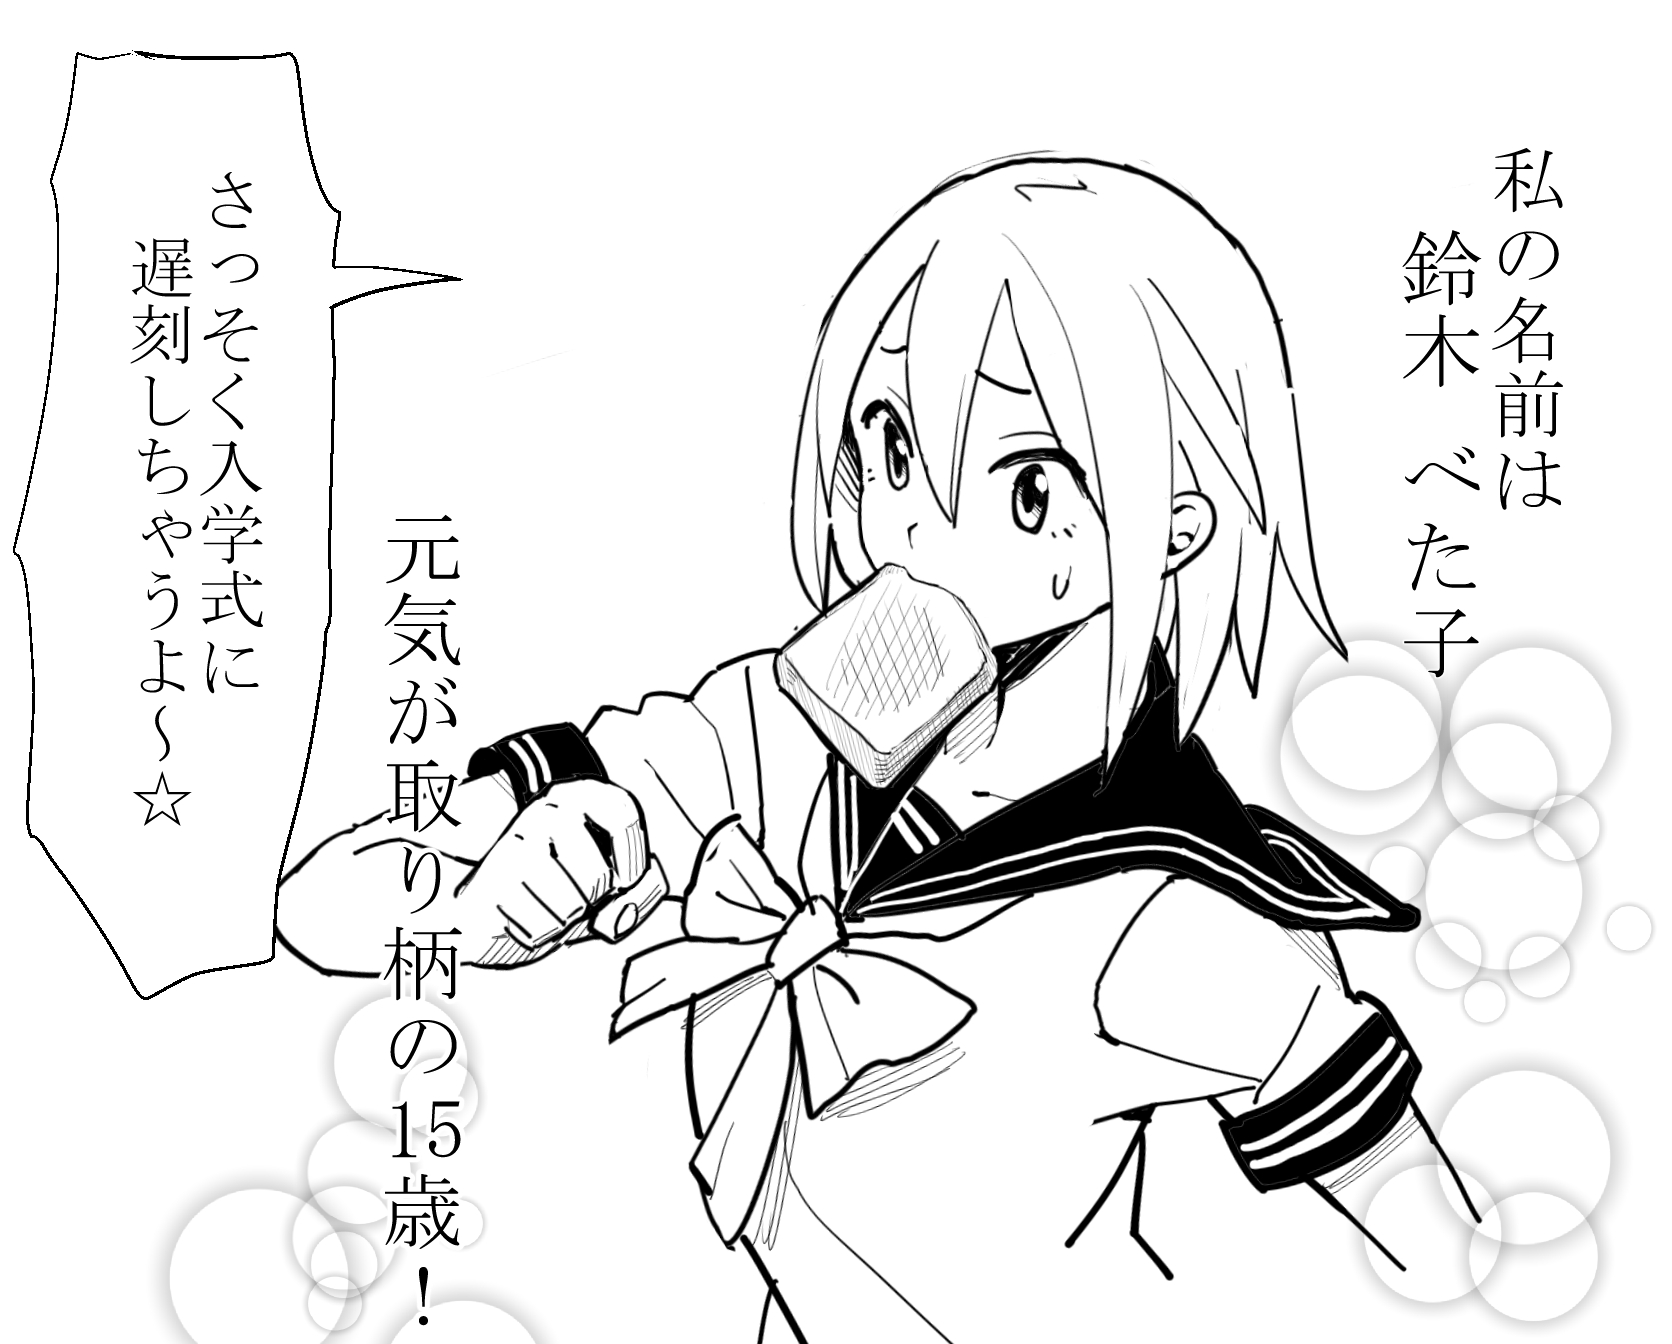 私の名前は
鈴木 べた子
元気が取り柄の15歳！
さっそく入学式に
遅刻しちゃうよ～☆